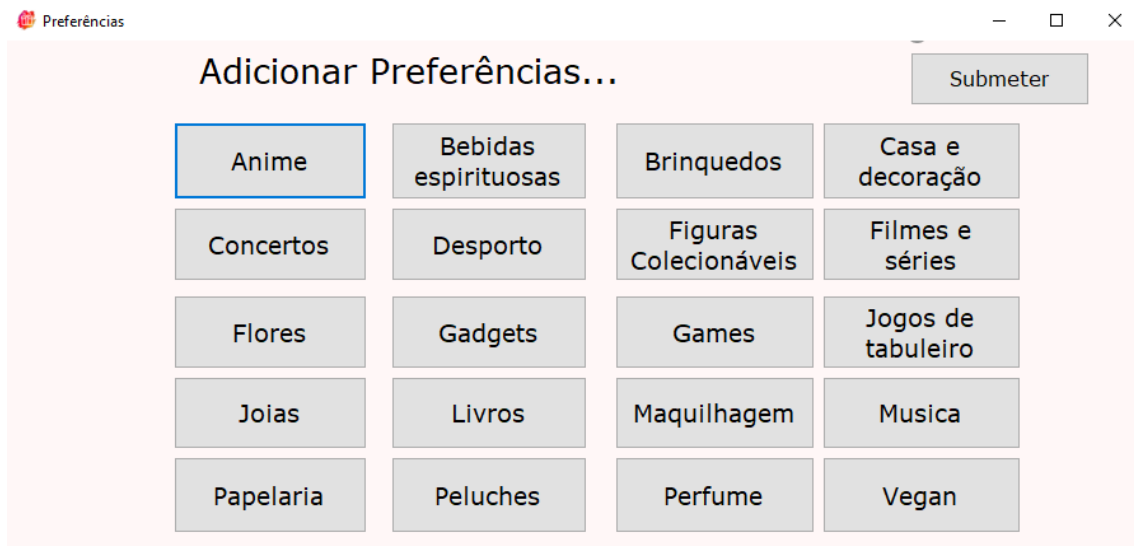 Preferências
Adicionar Preferências...
Submeter
Anime
Bebidas
espirituosas
Brinquedos
Casa e
decoração
Concertos
Desporto
Figuras
Colecionáveis
Filmes e
séries
Flores
Gadgets
Games
Jogos de
tabuleiro
Joias
Livros
Maquilhagem
Musica
Papelaria
Peluches
Perfume
Vegan